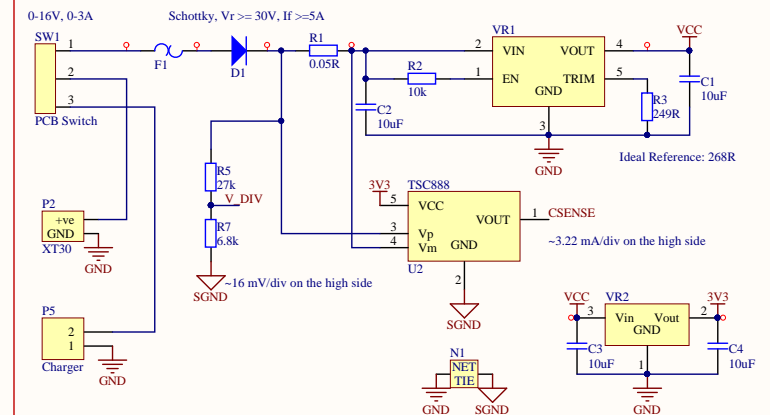 0-16V, 0-3A
Schottky, Vr >= 30V, If >=5A
SW1
1
2
3
PCB Switch
F1
D1
R1
0.05R
R2
10k
C2
10uF
VR1
2 VIN VOUT 4
1 EN TRIM 5
GND
3
GND
VCC
C1
10uF
R3
249R
Ideal Reference: 268R
R5
27k
V_DIV
R7
6.8k
SGND
~16 mV/div on the high side
3V3
TSC888
5 VCC
VOUT 1 CSENSE
3 Vp
4 Vm
GND
U2
2
SGND
~3.22 mA/div on the high side
P2
+ve
GND
XT30
GND
P5
2
1
Charger
GND
N1
NET
TIE
GND
SGND
VCC
VR2
3V3
3 Vin Vout 2
GND
1
C3
10uF
C4
10uF
GND